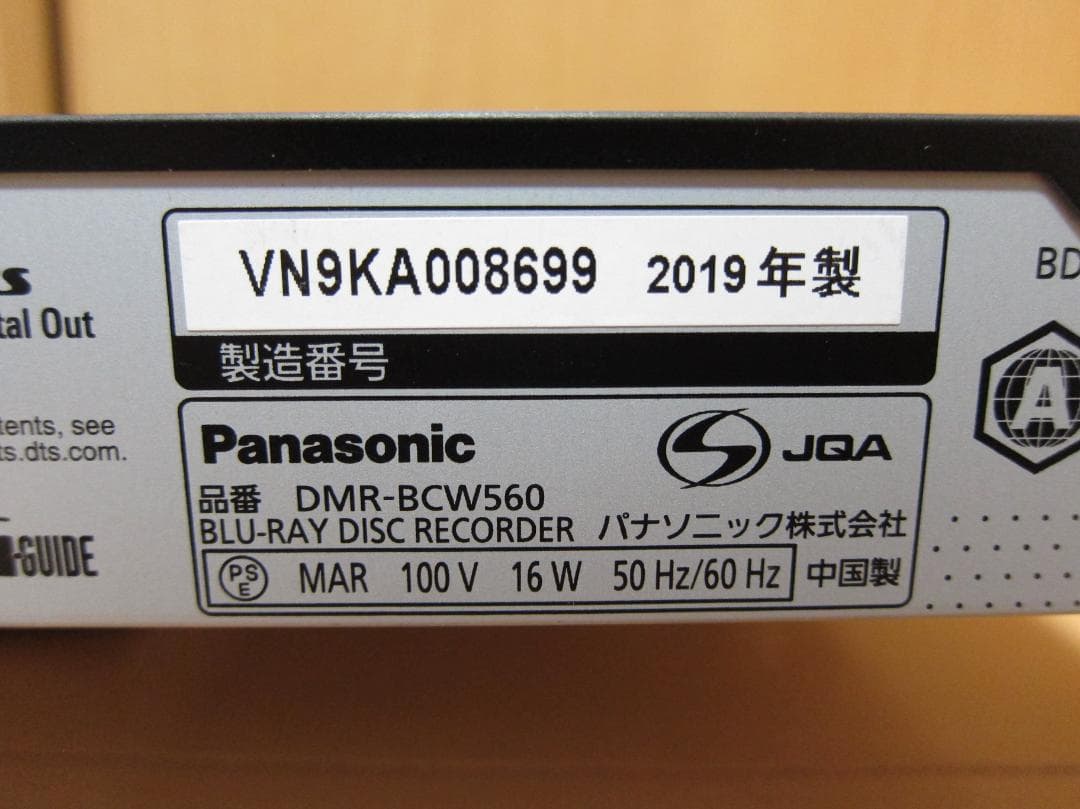 VN9KA008699 2019年製
製造番号
Panasonic JQA
品番 DMR-BCW560
BLU-RAY DISC RECORDER パナソニック株式会社
PSE MAR 100 V 16 W 50 Hz/60 Hz 中国製
ts
tal Out
tents, see
ts.dts.com.
-GUIDE
BD
A